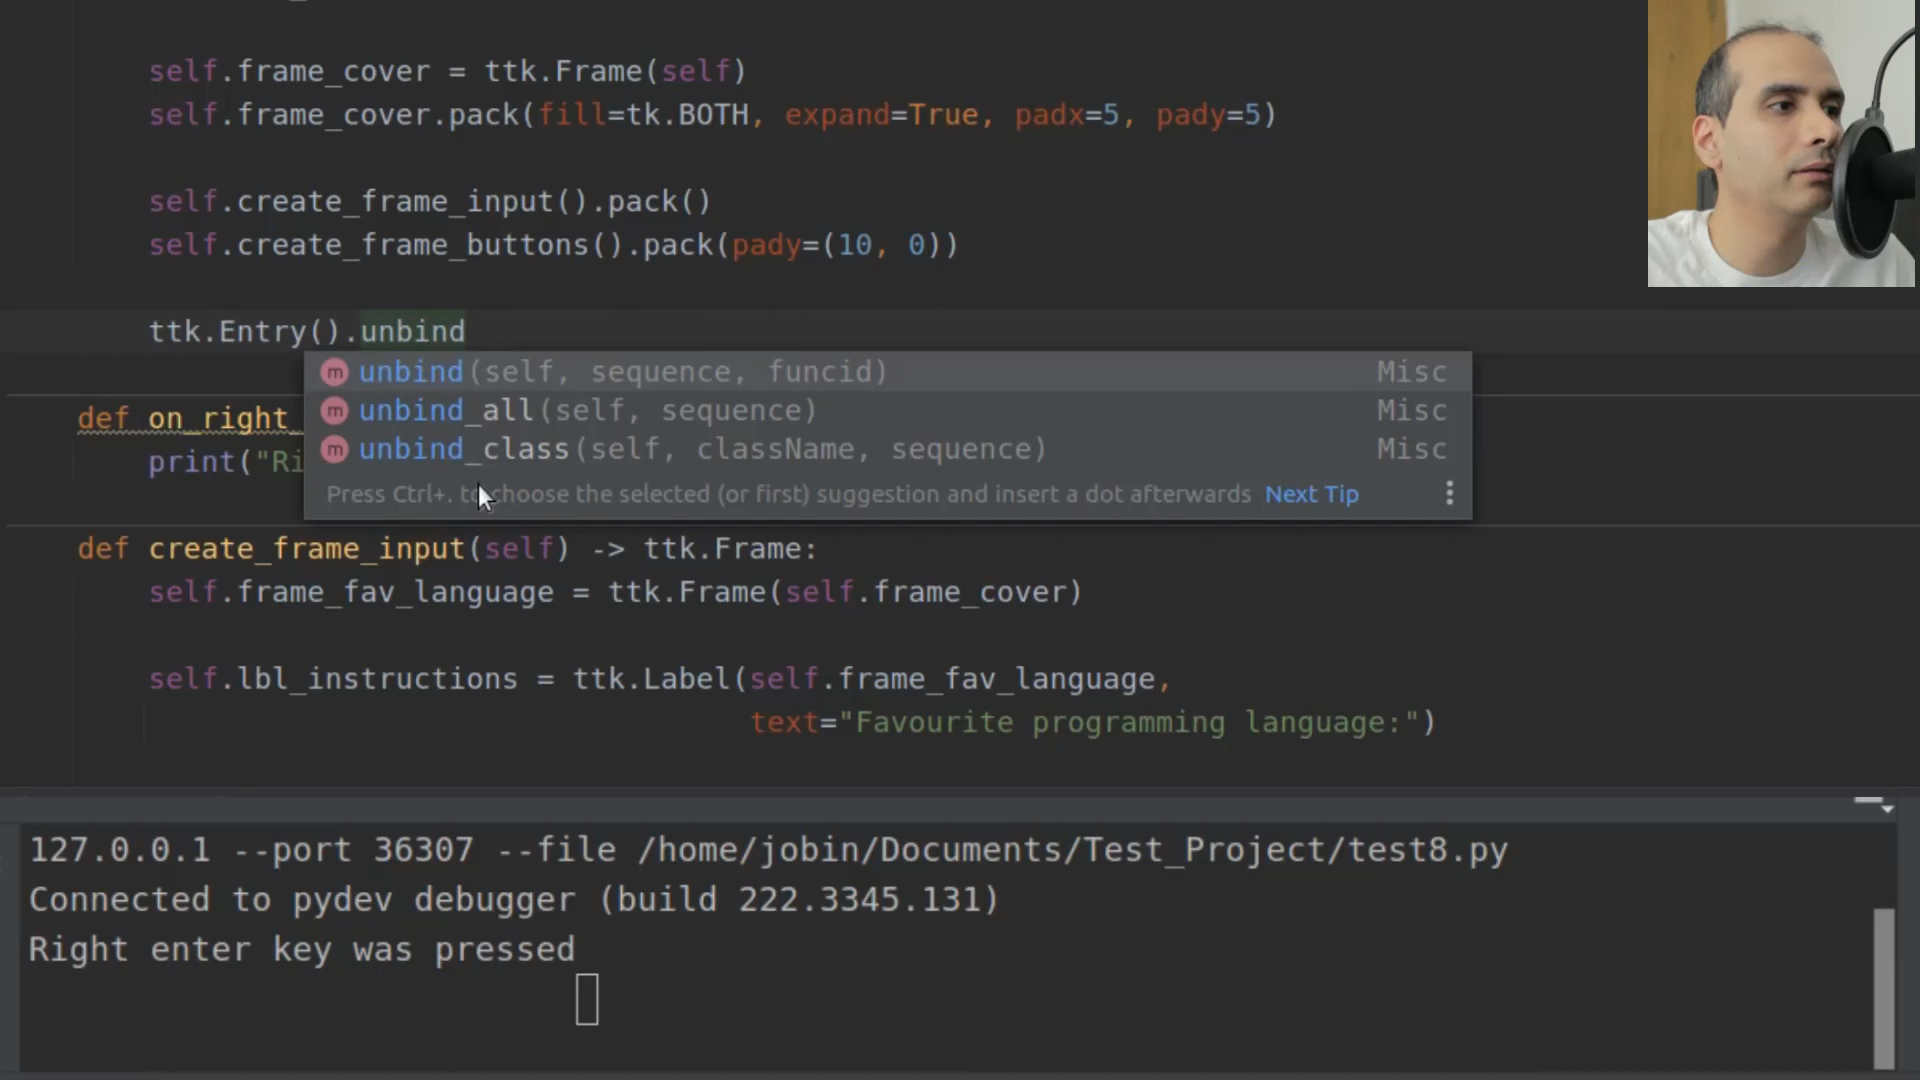 self.frame_cover = ttk.Frame(self)
self.frame_cover.pack(fill=tk.BOTH, expand=True, padx=5, pady=5)
self.create_frame_input().pack()
self.create_frame_buttons().pack(pady=(10, 0))
ttk.Entry().unbind
unbind(self, sequence, funcid) Misc
unbind_all(self, sequence) Misc
unbind_class(self, className, sequence) Misc
Press Ctrl+. to choose the selected (or first) suggestion and insert a dot afterwards Next Tip
def on_right_
print("Ri
def create_frame_input(self) -> ttk.Frame:
self.frame_fav_language = ttk.Frame(self.frame_cover)
self.lbl_instructions = ttk.Label(self.frame_fav_language,
text="Favourite programming language:")
127.0.0.1 --port 36307 --file /home/jobin/Documents/Test_Project/test8.py
Connected to pydev debugger (build 222.3345.131)
Right enter key was pressed